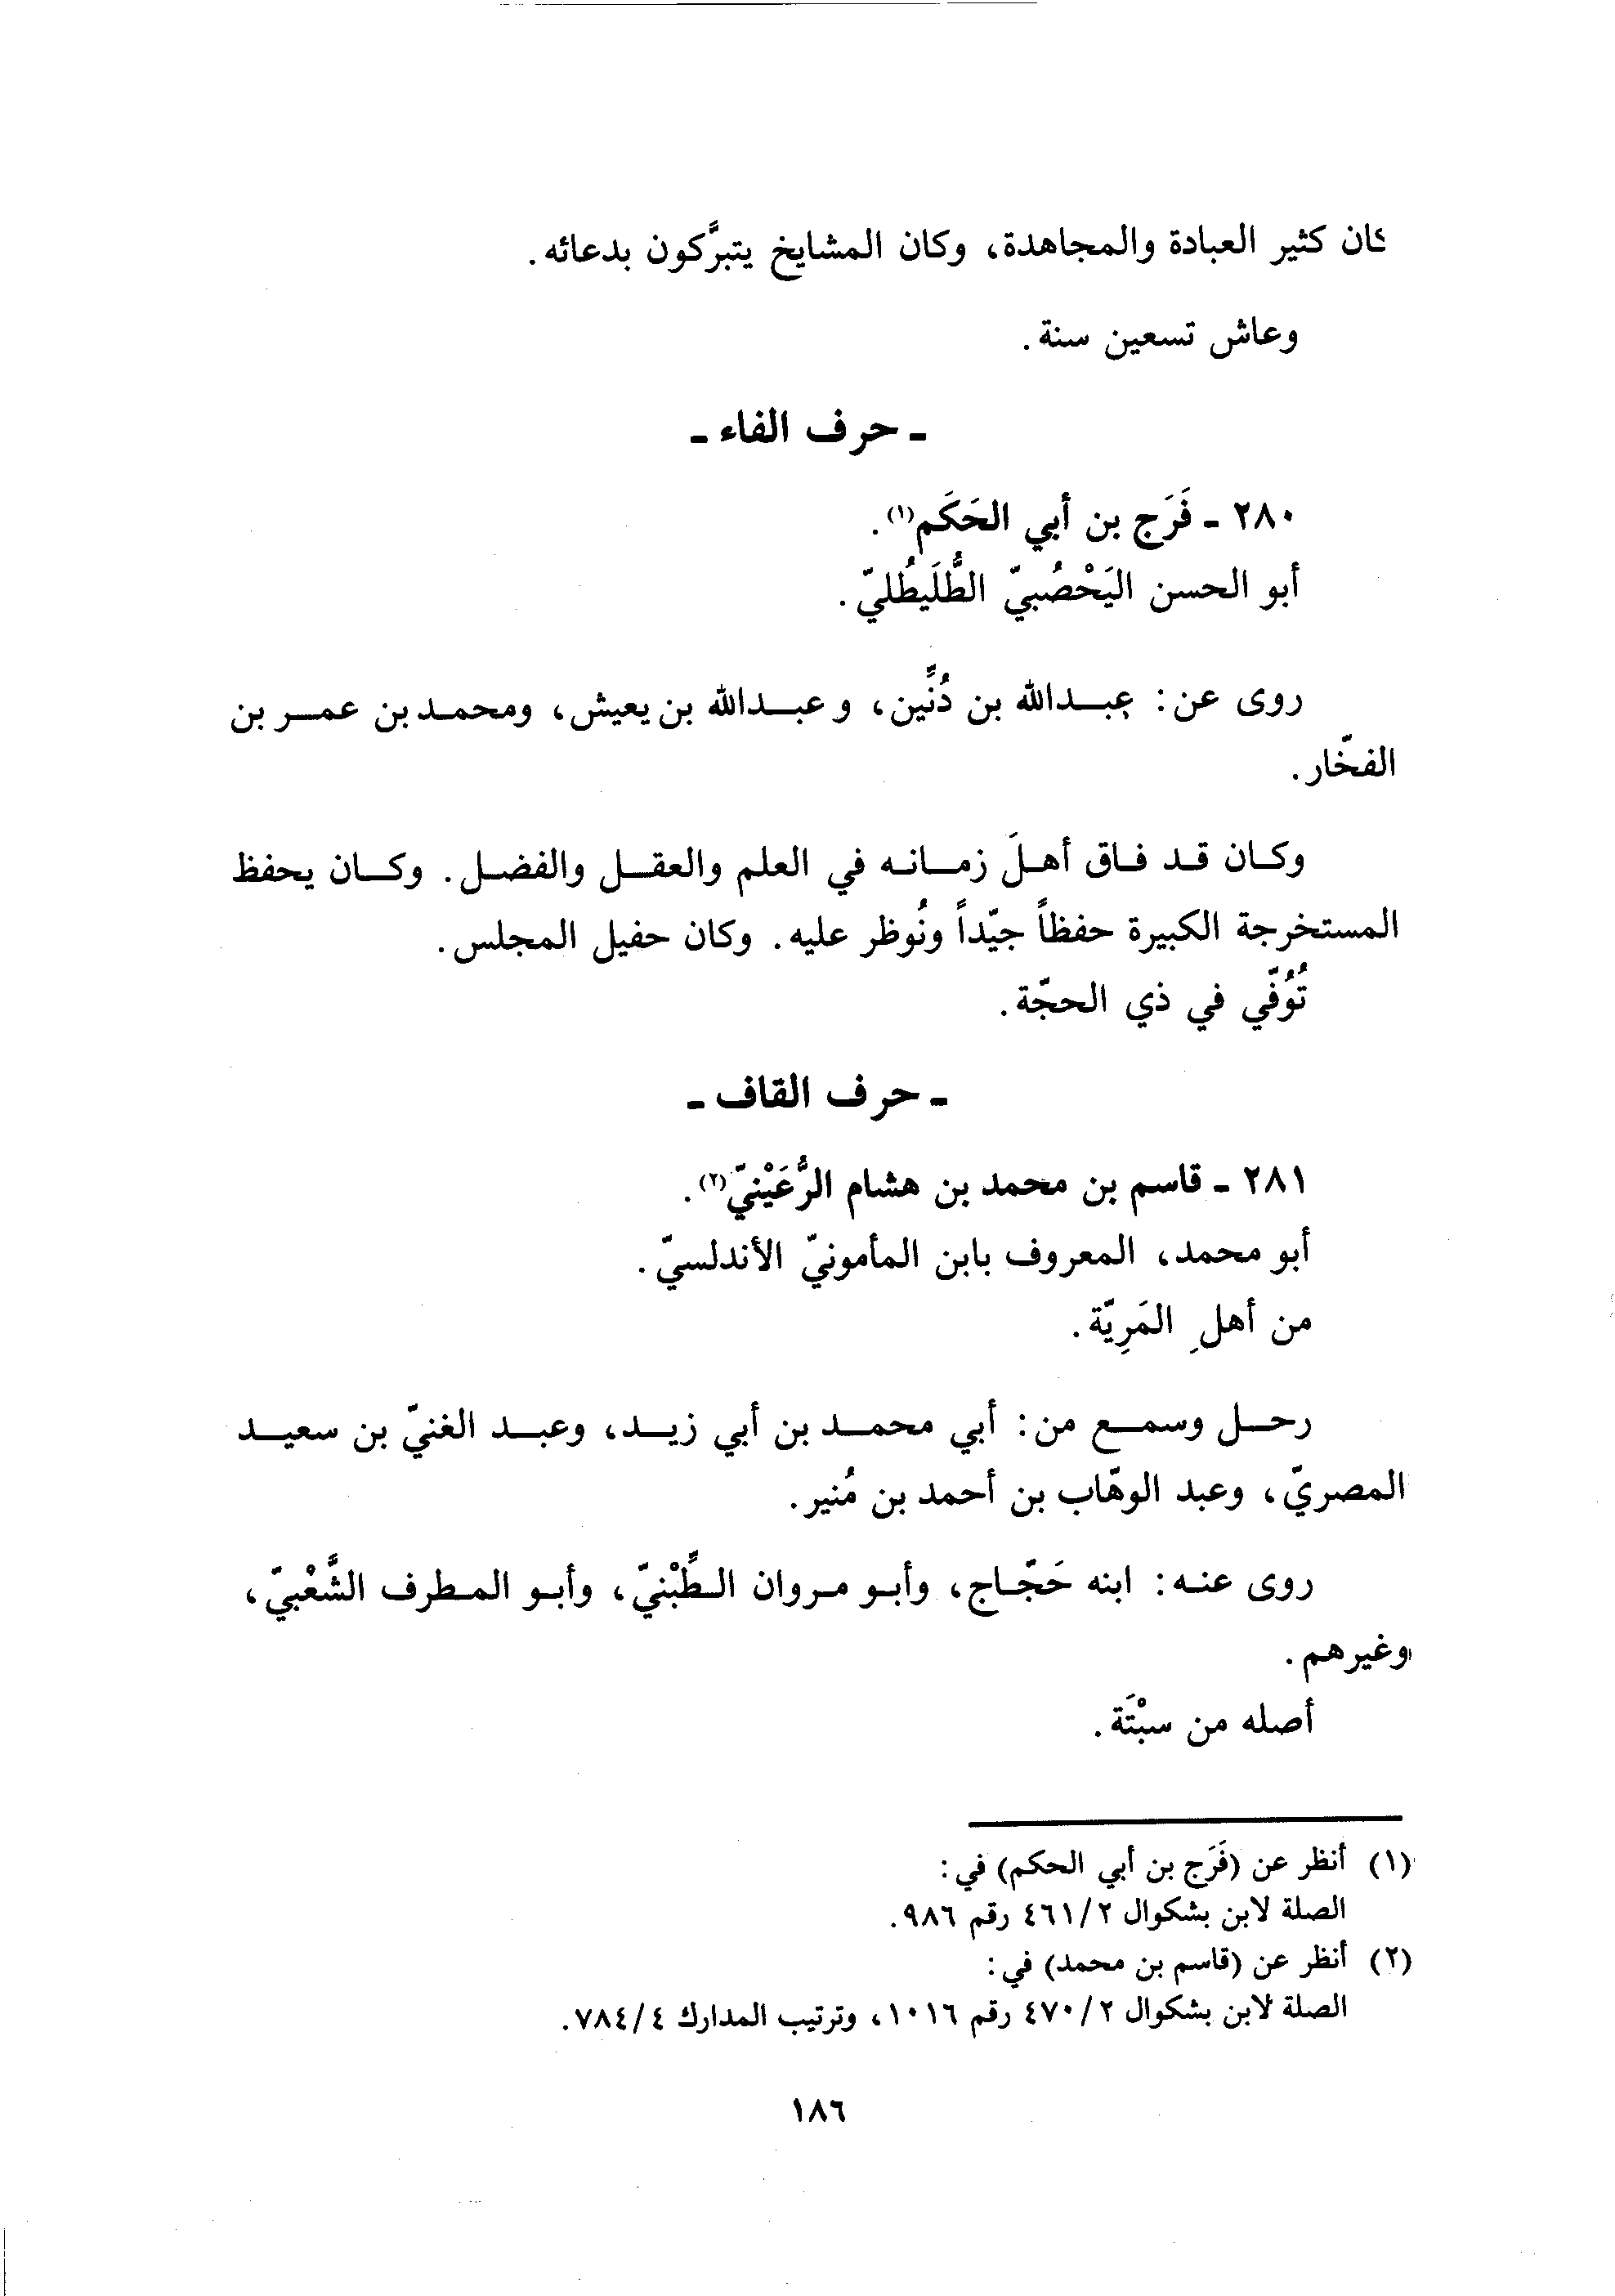 كان كثير العبادة والمجاهدة، وكان المشايخ يتبرَّكون بدعائه.
وعاش تسعين سنة.
ـ حرف الفاء ـ
٢٨٠ ـ فَرَج بن أبي الحَكَم(١).
أبو الحسن اليَحْصُبيّ الطُّلَيطُليّ.
روى عن: عبدالله بن دُنِّين، وعبدالله بن يعيش، ومحمد بن عمر بن
الفخّار.
وكان قد فاق أهلَ زمانه في العلم والعقل والفضل. وكان يحفظ
المستخرجة الكبيرة حفظاً جيّداً ونُوظر عليه. وكان حفيل المجلس.
تُوُفّي في ذي الحجّة.
ـ حرف القاف ـ
٢٨١ ـ قاسم بن محمد بن هشام الرُّعَيْنيّ(٢).
أبو محمد، المعروف بابن المأمونيّ الأندلسيّ.
من أهلِ المَرِيّة.
رحل وسمع من: أبي محمد بن أبي زيد، وعبد الغنيّ بن سعيد
المصريّ، وعبد الوهّاب بن أحمد بن مُنير.
روى عنه: ابنه حَجّاج، وأبو مروان الطُّبْنيّ، وأبو المطرف الشَّعْبيّ،
وغيرهم.
أصله من سبْتَة.
(١) أنظر عن (فَرَج بن أبي الحكم) في:
الصلة لابن بشكوال ٤٦١/٢ رقم ٩٨٦.
(٢) أنظر عن (قاسم بن محمد) في:
الصلة لابن بشكوال ٤٧٠/٢ رقم ١٠١٦، وترتيب المدارك ٧٨٤/٤.
١٨٦